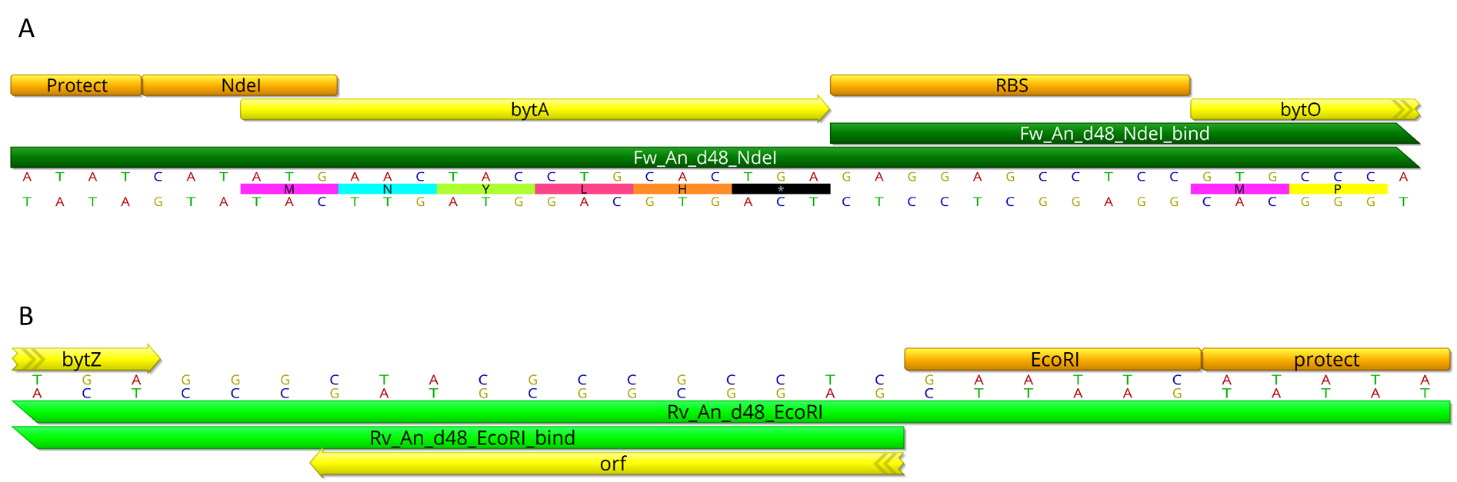 A
Protect NdeI RBS
bytA bytO
Fw_An_d48_NdeI_bind
Fw_An_d48_NdeI
A T A T C A T A T G A A C T A C C T G C A C T G A G A G G A G C C T C C G T G C C C A
M N Y L H * M P
T A T A G T A T A C T T G A T G G A C G T G A C T C T C C T C G G A G G C A C G G G T
B
bytZ EcoRI protect
T G A G G G C T A C G C C G C C T C G A A T T C A T A T A
A C T C C C G A T G C G G C G G A G C T T A A G T A T A T
Rv_An_d48_EcoRI
Rv_An_d48_EcoRI_bind
orf